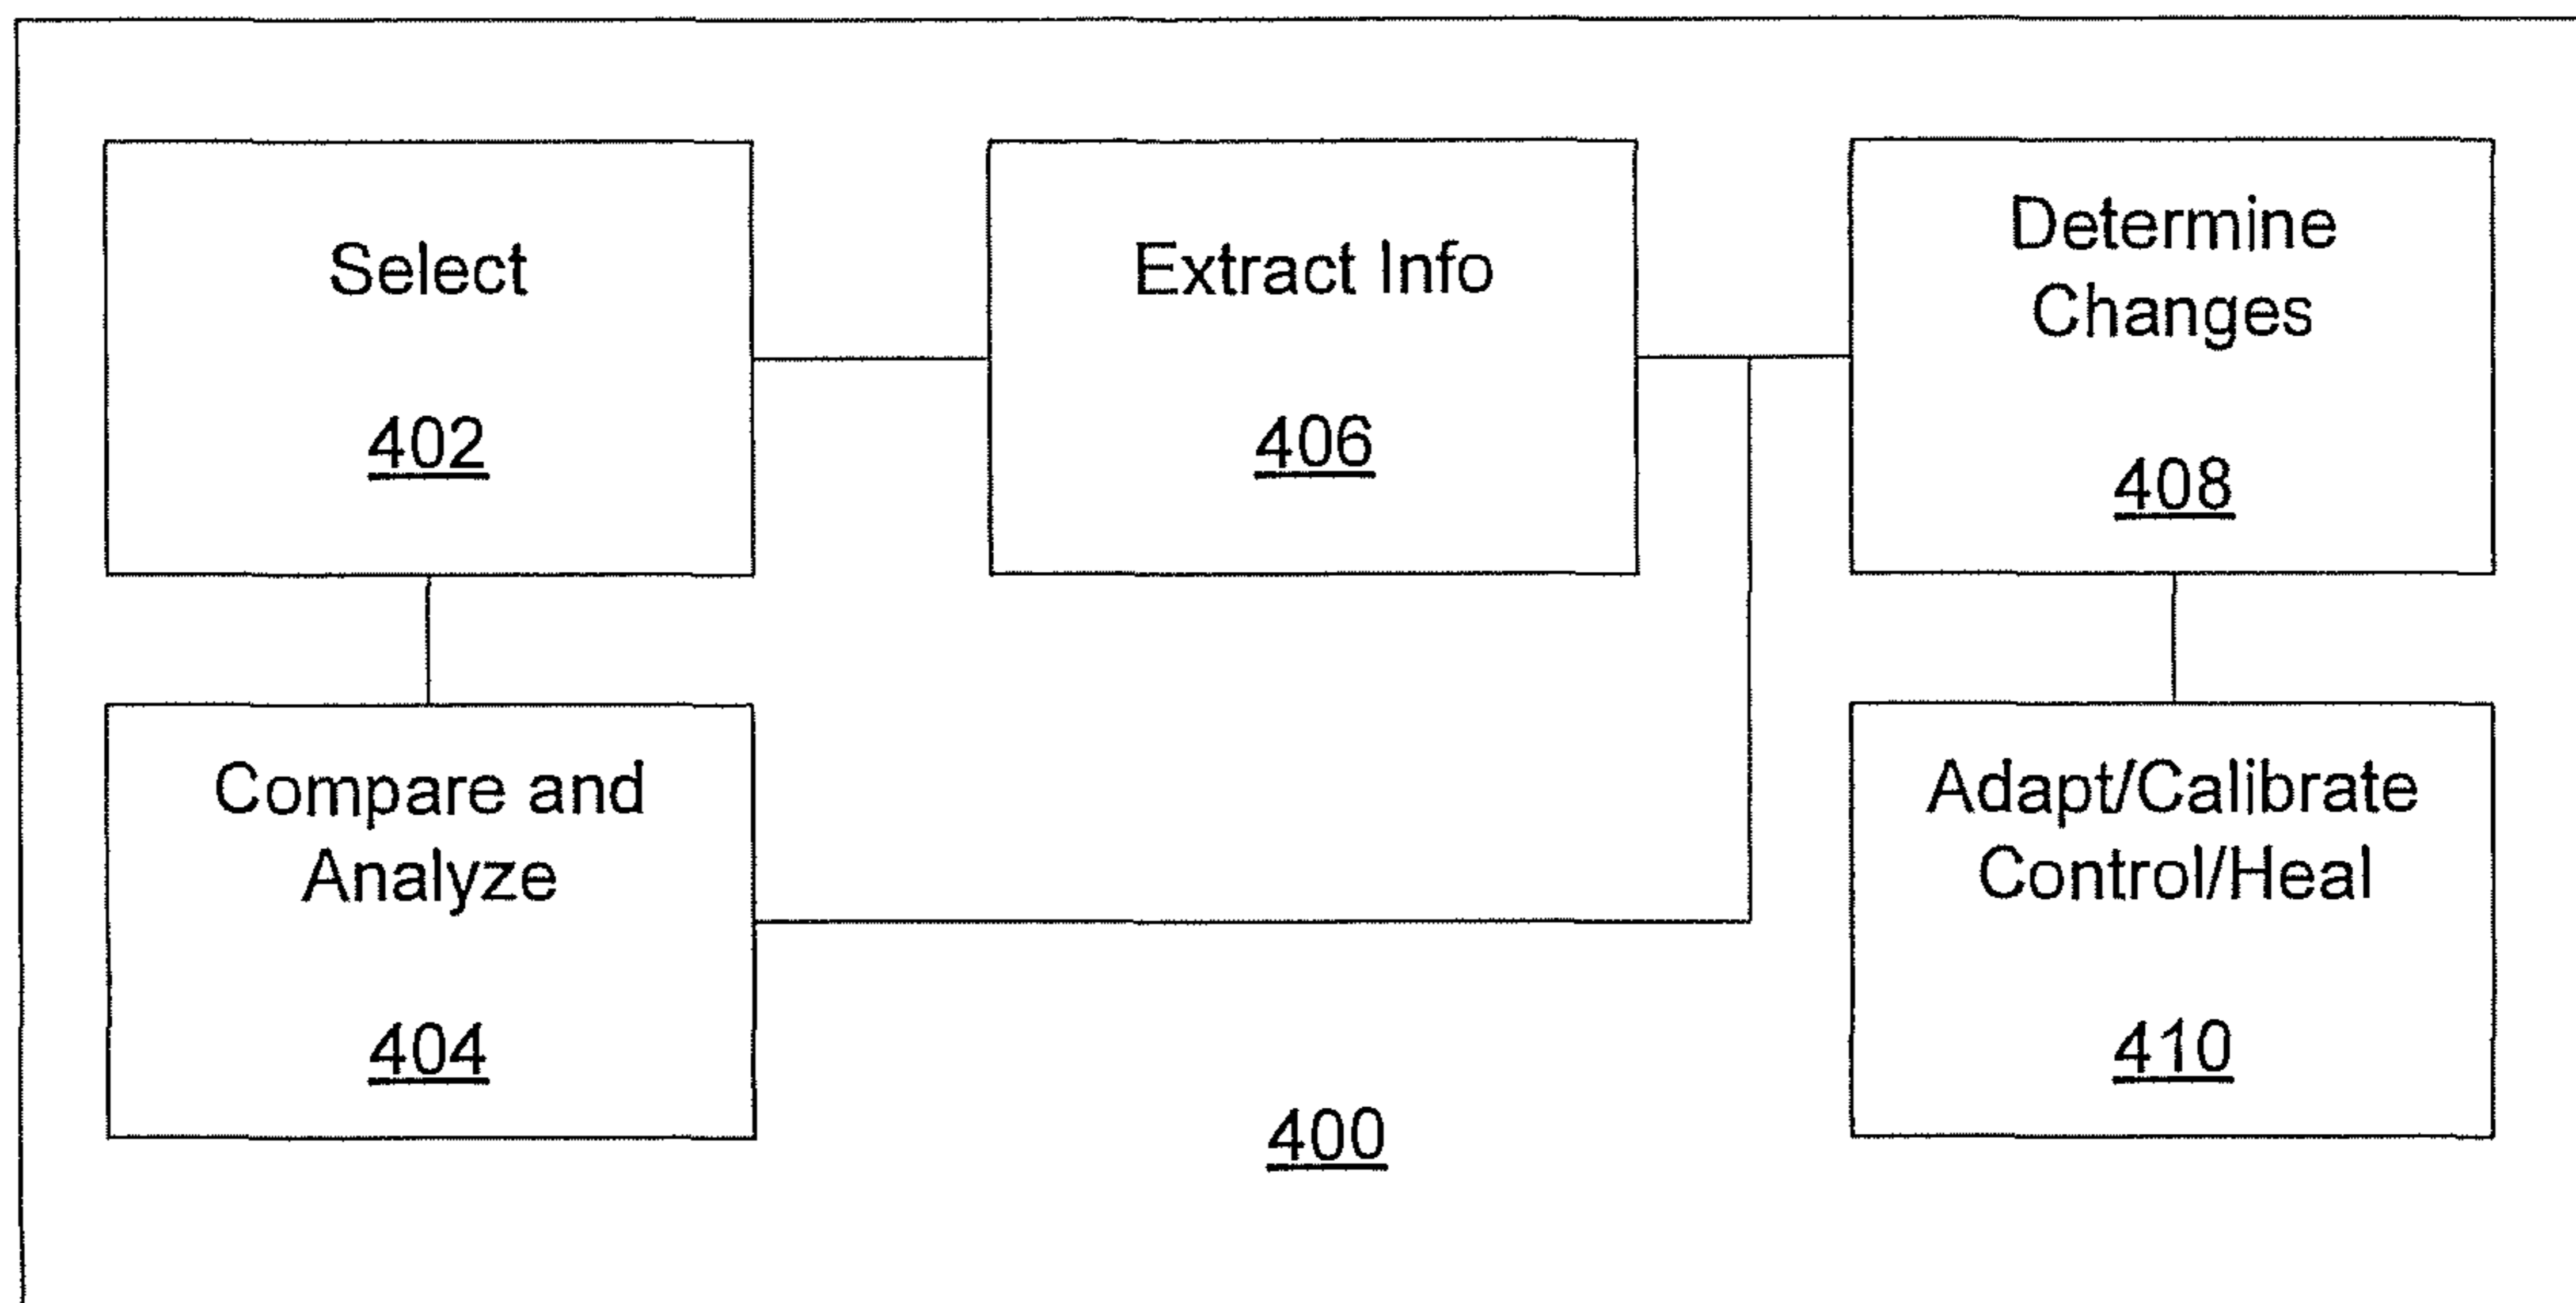 Select
402
Extract Info
406
Determine
Changes
408
Compare and
Analyze
404
Adapt/Calibrate
Control/Heal
410
400